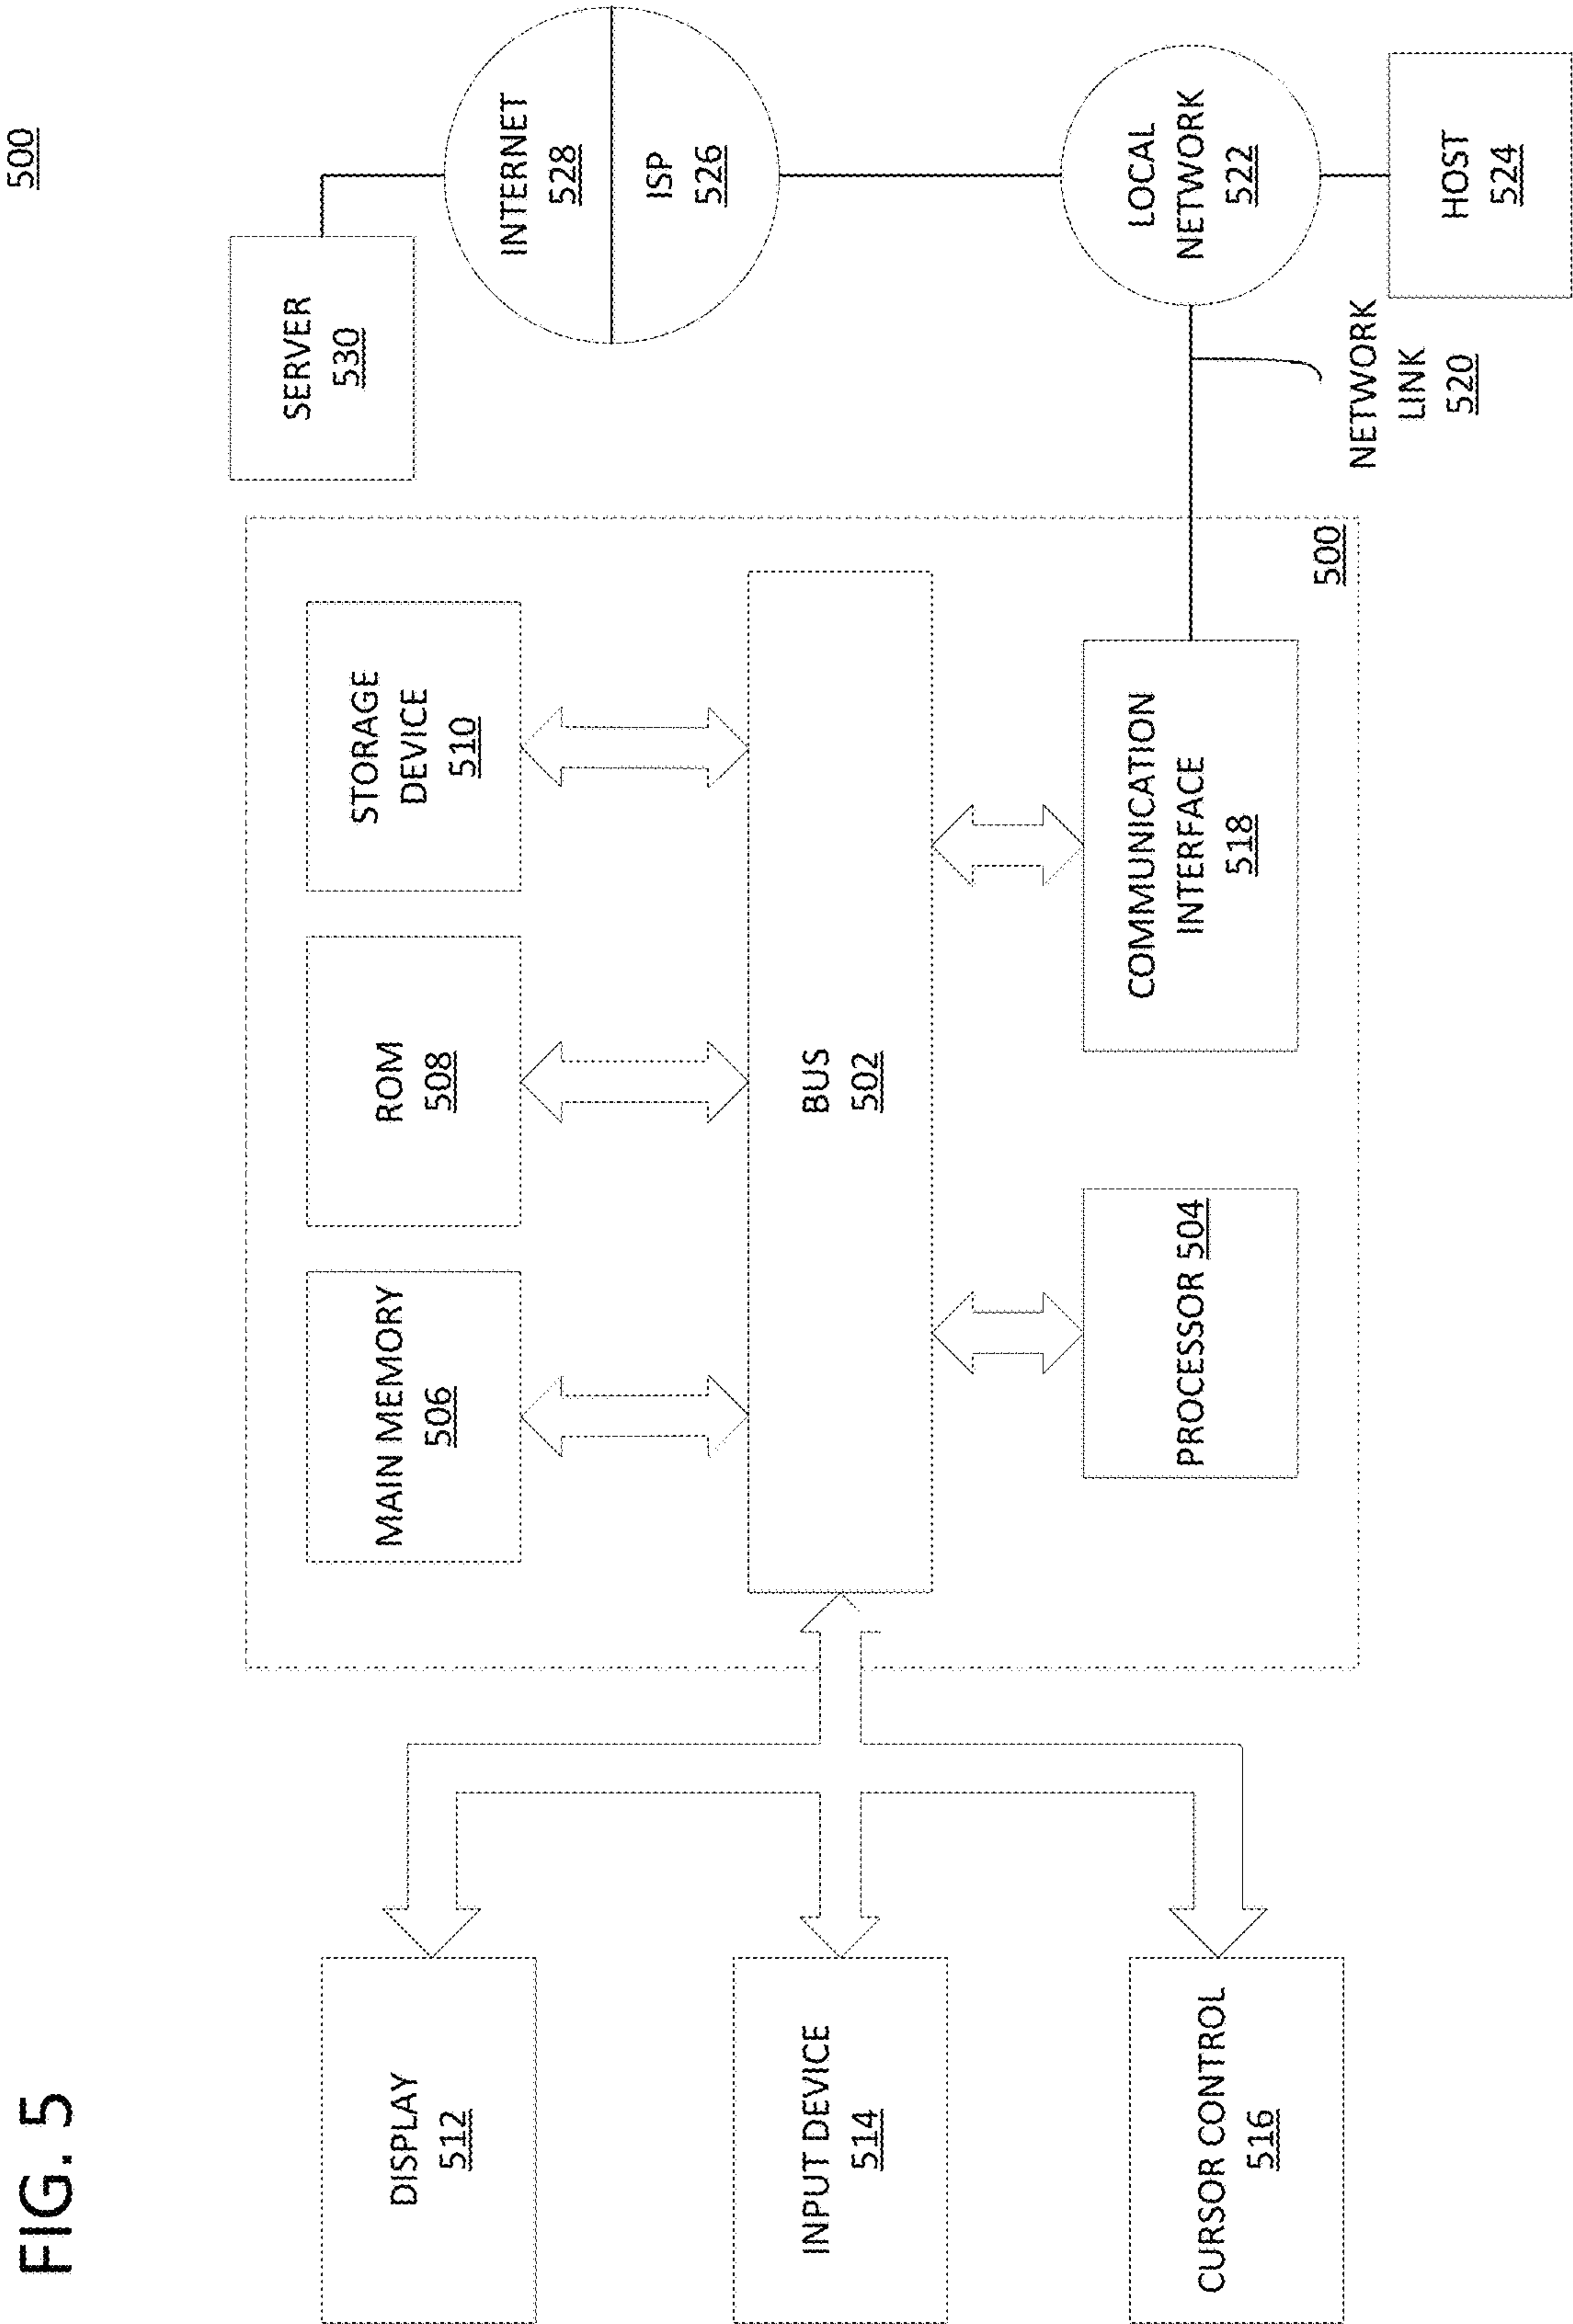 FIG. 5
500
DISPLAY
512
INPUT DEVICE
514
CURSOR CONTROL
516
MAIN MEMORY
506
ROM
508
STORAGE
DEVICE
510
BUS
502
PROCESSOR 504
COMMUNICATION
INTERFACE
518
500
SERVER
530
INTERNET
528
ISP
526
LOCAL
NETWORK
522
NETWORK
LINK
520
HOST
524